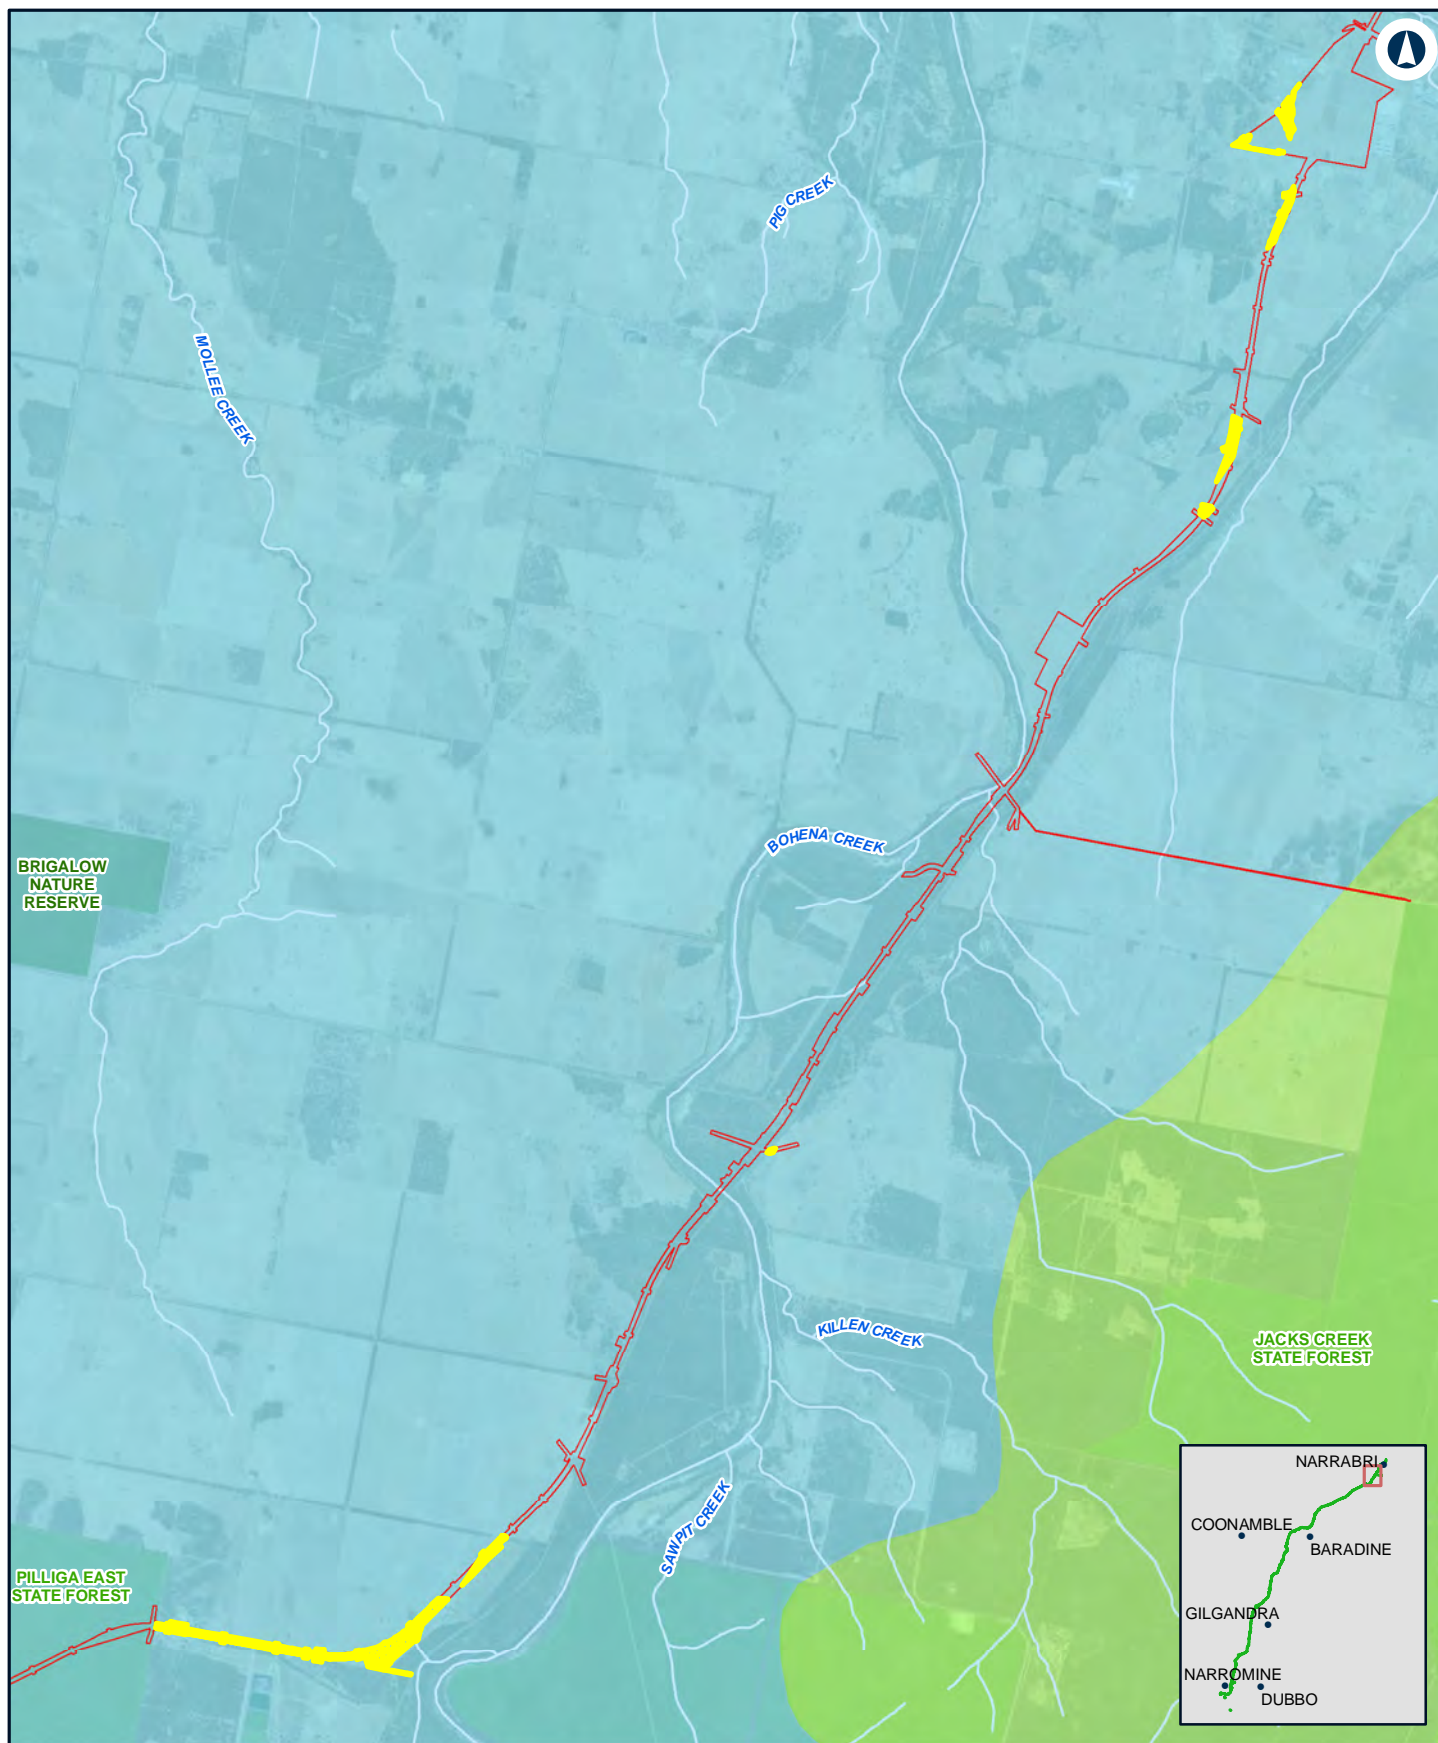 PIG CREEK
MOLLEE CREEK
BOHENA CREEK
BRIGALOW
NATURE
RESERVE
KILLEN CREEK
JACKS CREEK
STATE FOREST
SAWPIT CREEK
PILLIGA EAST
STATE FOREST
NARRABRI
COONAMBLE
BARADINE
GILGANDRA
NARROMINE
DUBBO